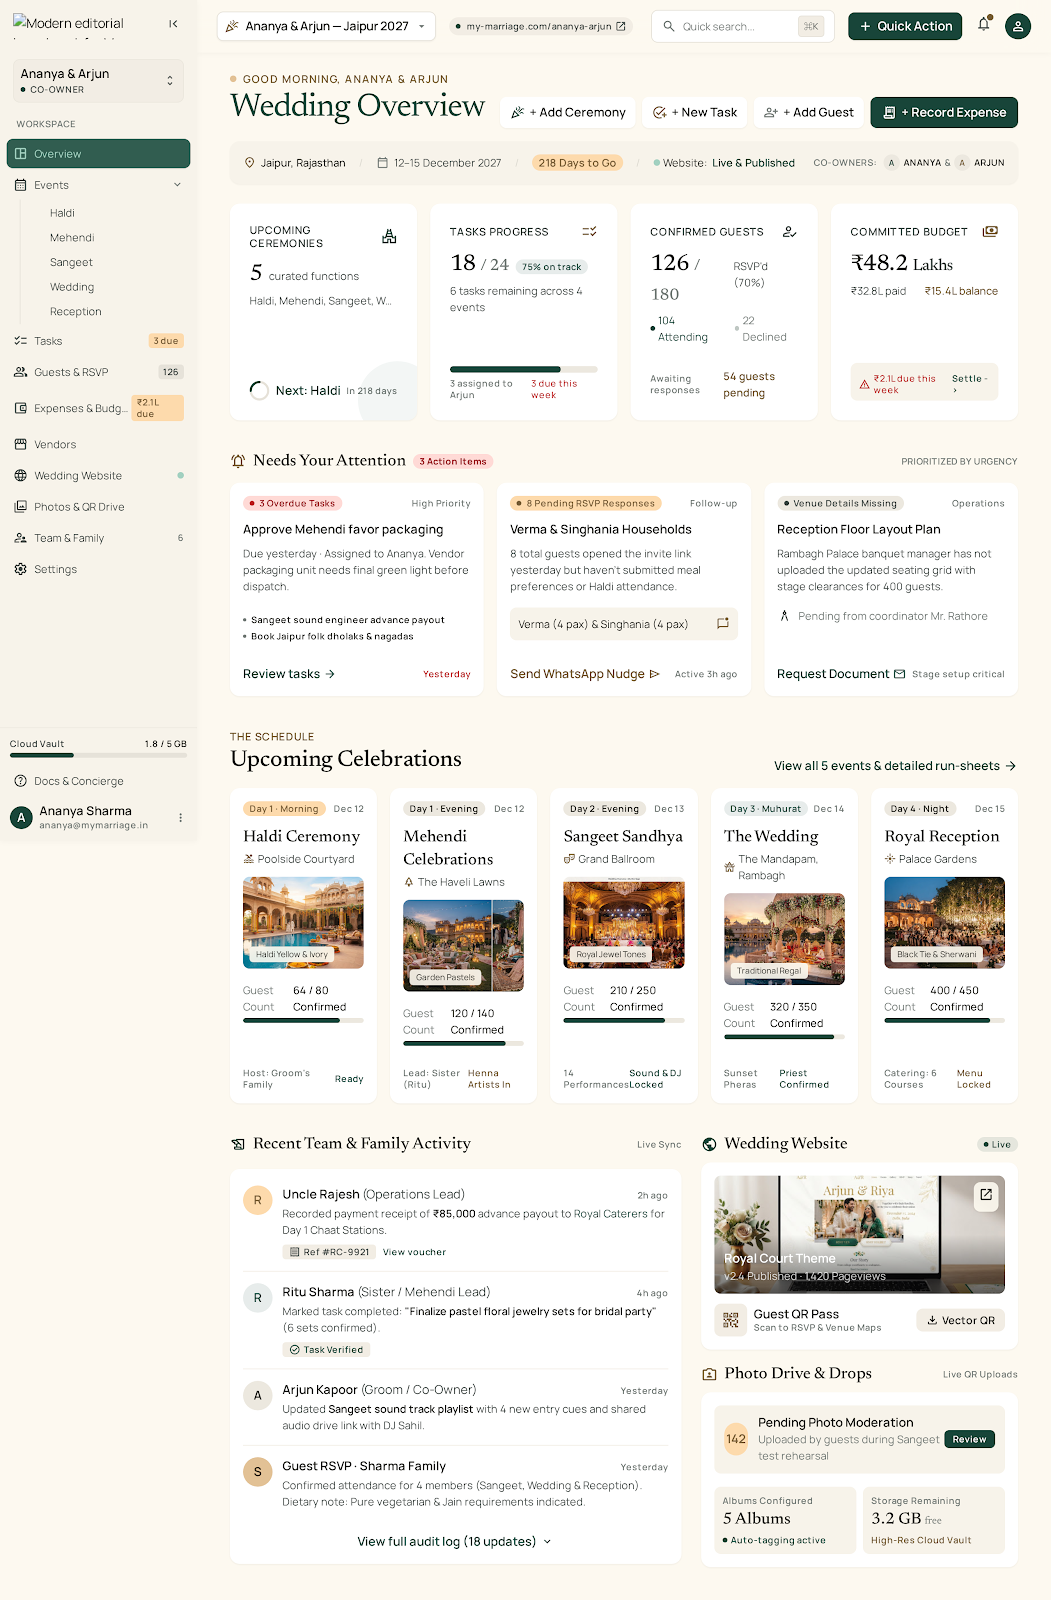 Modern editorial
Ananya & Arjun
CO-OWNER
WORKSPACE
Overview
Events
Haldi
Mehendi
Sangeet
Wedding
Reception
Tasks
3 due
Guests & RSVP
126
Expenses & Budg...
₹2.1L
due
Vendors
Wedding Website
Photos & QR Drive
Team & Family
6
Settings
Cloud Vault
1.8 / 5 GB
Docs & Concierge
A
Ananya Sharma
ananya@mymarriage.in
Ananya & Arjun — Jaipur 2027
my-marriage.com/ananya-arjun
Quick search...
⌘K
+ Quick Action
GOOD MORNING, ANANYA & ARJUN
Wedding Overview
+ Add Ceremony
+ New Task
+ Add Guest
+ Record Expense
Jaipur, Rajasthan
/
12–15 December 2027
/
218 Days to Go
/
Website: Live & Published
CO-OWNERS: A ANANYA & A ARJUN
UPCOMING
CEREMONIES
5 curated functions
Haldi, Mehendi, Sangeet, W...
Next: Haldi In 218 days
TASKS PROGRESS
18 / 24 75% on track
6 tasks remaining across 4
events
3 assigned to
Arjun
3 due this
week
CONFIRMED GUESTS
126 /
180
RSVP'd
(70%)
104
Attending
22
Declined
Awaiting
responses
54 guests
pending
COMMITTED BUDGET
₹48.2 Lakhs
₹32.8L paid
₹15.4L balance
₹2.1L due this
week
Settle -
›
Needs Your Attention
3 Action Items
PRIORITIZED BY URGENCY
3 Overdue Tasks
High Priority
Approve Mehendi favor packaging
Due yesterday · Assigned to Ananya. Vendor
packaging unit needs final green light before
dispatch.
Sangeet sound engineer advance payout
Book Jaipur folk dholaks & nagadas
Review tasks →
Yesterday
8 Pending RSVP Responses
Follow-up
Verma & Singhania Households
8 total guests opened the invite link
yesterday but haven't submitted meal
preferences or Haldi attendance.
Verma (4 pax) & Singhania (4 pax)
Send WhatsApp Nudge
Active 3h ago
Venue Details Missing
Operations
Reception Floor Layout Plan
Rambagh Palace banquet manager has not
uploaded the updated seating grid with
stage clearances for 400 guests.
Pending from coordinator Mr. Rathore
Request Document
Stage setup critical
THE SCHEDULE
Upcoming Celebrations
View all 5 events & detailed run-sheets →
Day 1 · Morning
Dec 12
Haldi Ceremony
Poolside Courtyard
Haldi Yellow & Ivory
Guest
Count
64 / 80
Confirmed
Host: Groom's
Family
Ready
Day 1 · Evening
Dec 12
Mehendi
Celebrations
The Haveli Lawns
Garden Pastels
Guest
Count
120 / 140
Confirmed
Lead: Sister
(Ritu)
Henna
Artists In
Day 2 · Evening
Dec 13
Sangeet Sandhya
Grand Ballroom
Royal Jewel Tones
Guest
Count
210 / 250
Confirmed
14
Performances
Sound & DJ
Locked
Day 3 · Muhurat
Dec 14
The Wedding
The Mandapam,
Rambagh
Traditional Regal
Guest
Count
320 / 350
Confirmed
Sunset
Pheras
Priest
Confirmed
Day 4 · Night
Dec 15
Royal Reception
Palace Gardens
Black Tie & Sherwani
Guest
Count
400 / 450
Confirmed
Catering: 6
Courses
Menu
Locked
Recent Team & Family Activity
Live Sync
R
Uncle Rajesh (Operations Lead)
2h ago
Recorded payment receipt of ₹85,000 advance payout to Royal Caterers for
Day 1 Chaat Stations.
Ref #RC-9921
View voucher
R
Ritu Sharma (Sister / Mehendi Lead)
4h ago
Marked task completed: "Finalize pastel floral jewelry sets for bridal party"
(6 sets confirmed).
Task Verified
A
Arjun Kapoor (Groom / Co-Owner)
Yesterday
Updated Sangeet sound track playlist with 4 new entry cues and shared
audio drive link with DJ Sahil.
S
Guest RSVP · Sharma Family
Yesterday
Confirmed attendance for 4 members (Sangeet, Wedding & Reception).
Dietary note: Pure vegetarian & Jain requirements indicated.
View full audit log (18 updates)
Wedding Website
Live
Arjun & Riya
Royal Court Theme
v2.4 Published · 1,420 Pageviews
Guest QR Pass
Scan to RSVP & Venue Maps
Vector QR
Photo Drive & Drops
Live QR Uploads
142
Pending Photo Moderation
Uploaded by guests during Sangeet
test rehearsal
Review
Albums Configured
5 Albums
Auto-tagging active
Storage Remaining
3.2 GB free
High-Res Cloud Vault